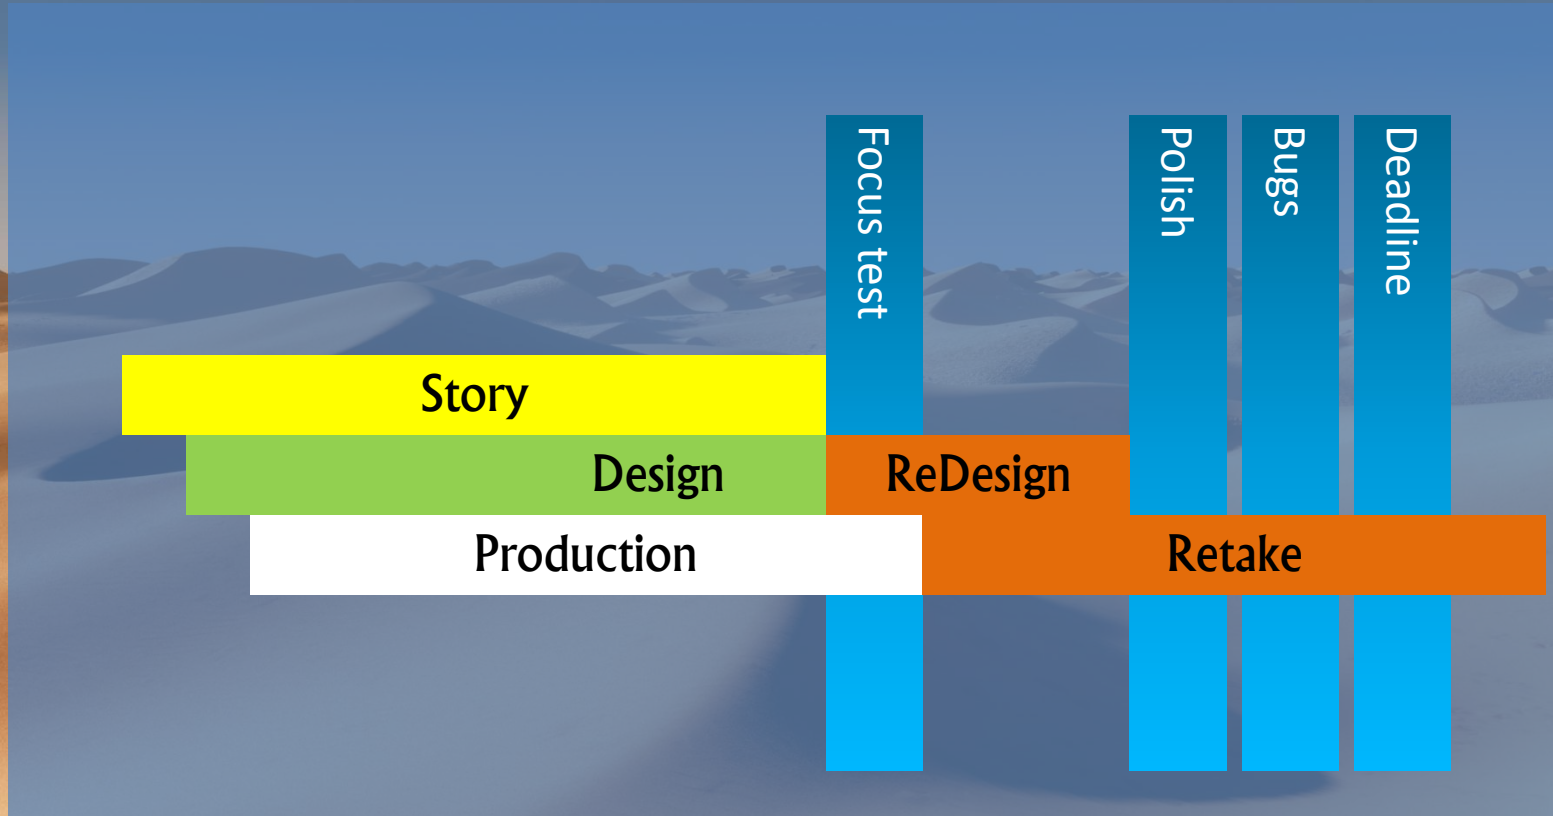 Focus test
Polish
Bugs
Deadline
Story
Design
ReDesign
Production
Retake